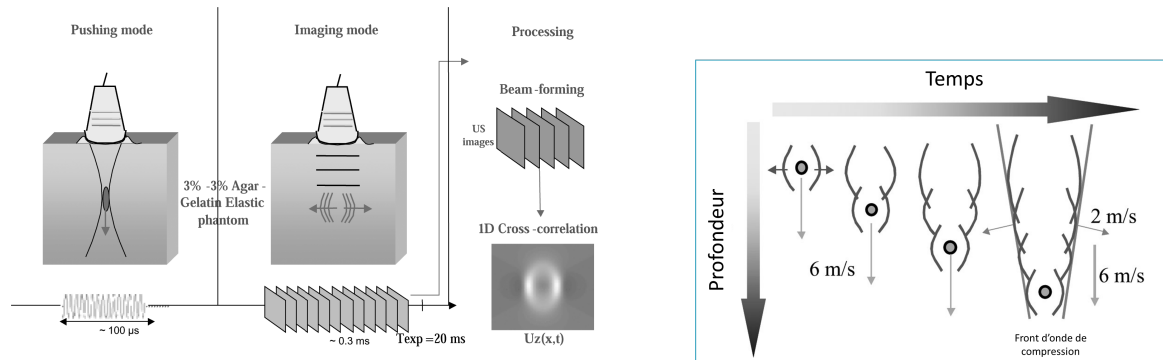 Pushing mode
Imaging mode
Processing
Beam-forming
US
images
3% -3% Agar -
Gelatin Elastic
phantom
1D Cross-correlation
~ 100 µs
~ 0.3 ms
Texp =20 ms
Uz(x,t)
Temps
Profondeur
6 m/s
2 m/s
6 m/s
Front d'onde de
compression